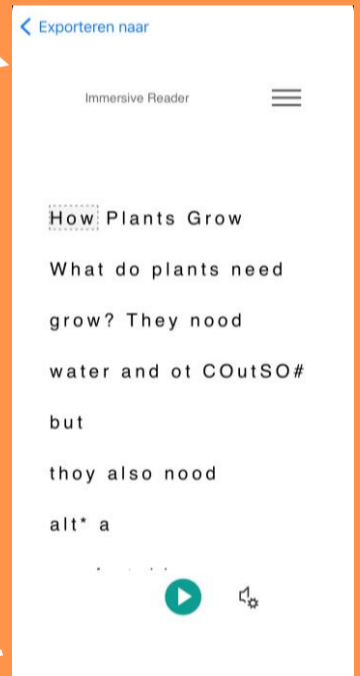 Exporteren naar
Immersive Reader
How Plants Grow
What do plants need
grow? They nood
water and ot COutSO#
but
thoy also nood
alt* a